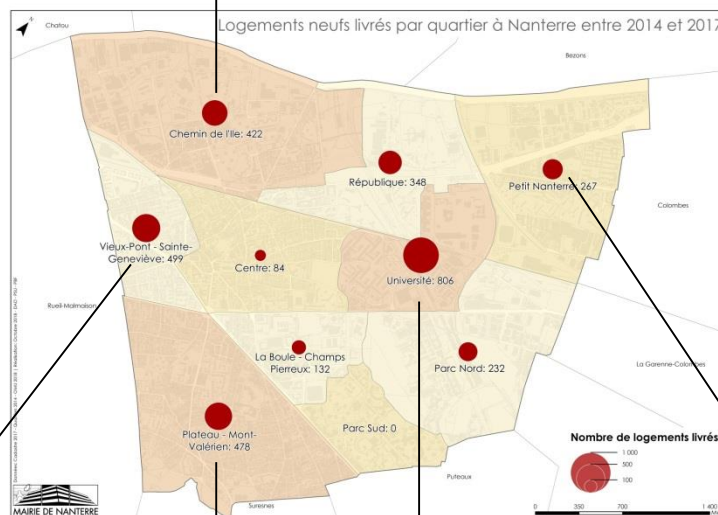 Logements neufs livrés par quartier à Nanterre entre 2014 et 2017
Chatou
Bezons
Chemin de l'Ile: 422
République: 348
Petit Nanterre: 267
Colombes
Vieux-Pont - Sainte-
Geneviève: 499
Centre: 84
Université: 806
Rueil-Malmaison
La Boule - Champs
Pierreux: 132
Parc Nord: 232
La Garenne-Colombes
Plateau - Mont-
Valérien: 478
Parc Sud: 0
Nombre de logements livrés
1 000
500
100
Puteaux
Suresnes
MAIRIE DE NANTERRE
0 350 700 1 400